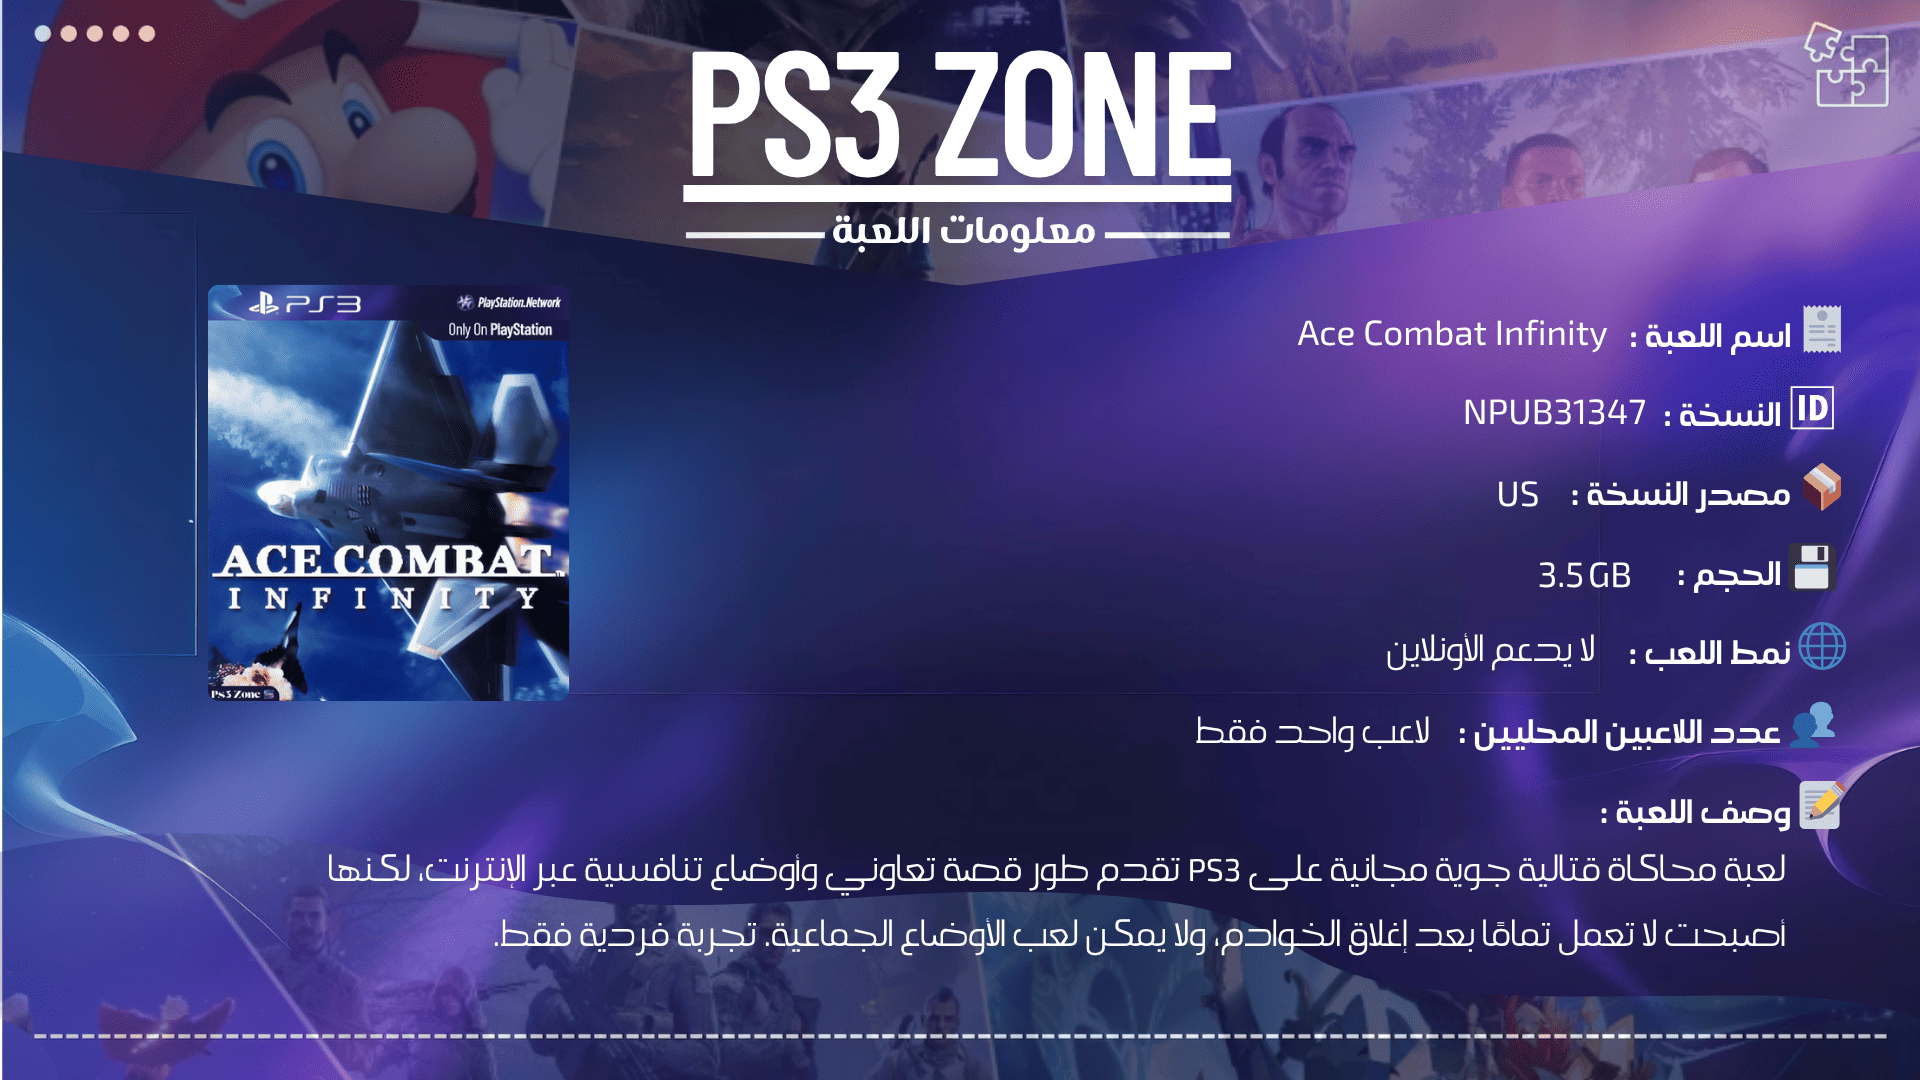 PS3 ZONE
معلومات اللعبة
PS3
PlayStation.Network
Only On PlayStation
ACE COMBAT™
INFINITY
Ps3 Zone
اسم اللعبة : Ace Combat Infinity
ID النسخة : NPUB31347
مصدر النسخة : US
الحجم : 3.5 GB
نمط اللعب : لا يدعم الأونلاين
عدد اللاعبين المحليين : لاعب واحد فقط
وصف اللعبة :
لعبة محاكاة قتالية جوية مجانية على PS3 تقدم طور قصة تعاوني وأوضاع تنافسية عبر الإنترنت، لكنها
أصبحت لا تعمل تمامًا بعد إغلاق الخوادم، ولا يمكن لعب الأوضاع الجماعية. تجربة فردية فقط.